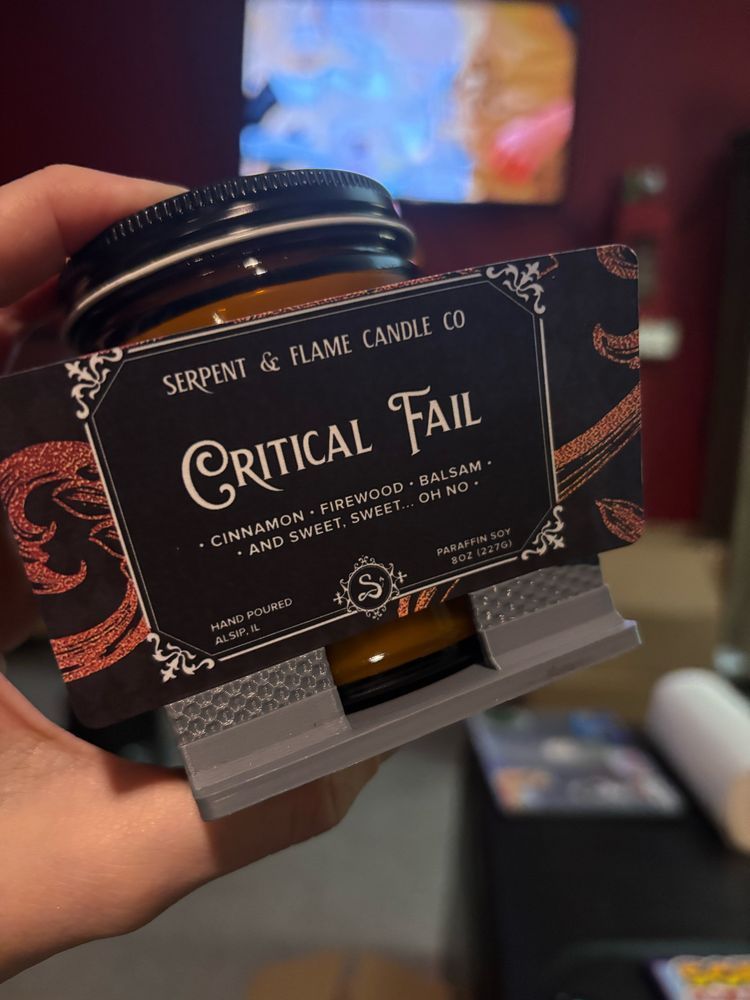 SERPENT & FLAME CANDLE CO
CRITICAL FAIL
• CINNAMON • FIREWOOD • BALSAM •
• AND SWEET, SWEET... OH NO •
PARAFFIN SOY
8OZ (227G)
HAND POURED
ALSIP, IL
S